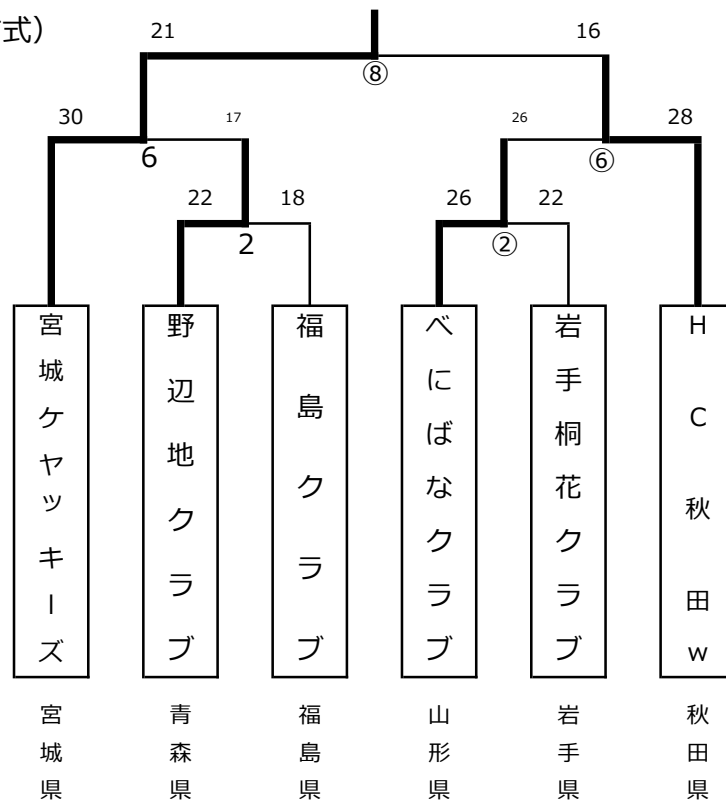 式）
21 16
⑧
30 17 26 28
6 ⑥
22 18 26 22
2 ②
宮城ケヤッキーズ
野辺地クラブ
福島クラブ
べにばなクラブ
岩手桐花クラブ
HC秋田w
宮城県
青森県
福島県
山形県
岩手県
秋田県